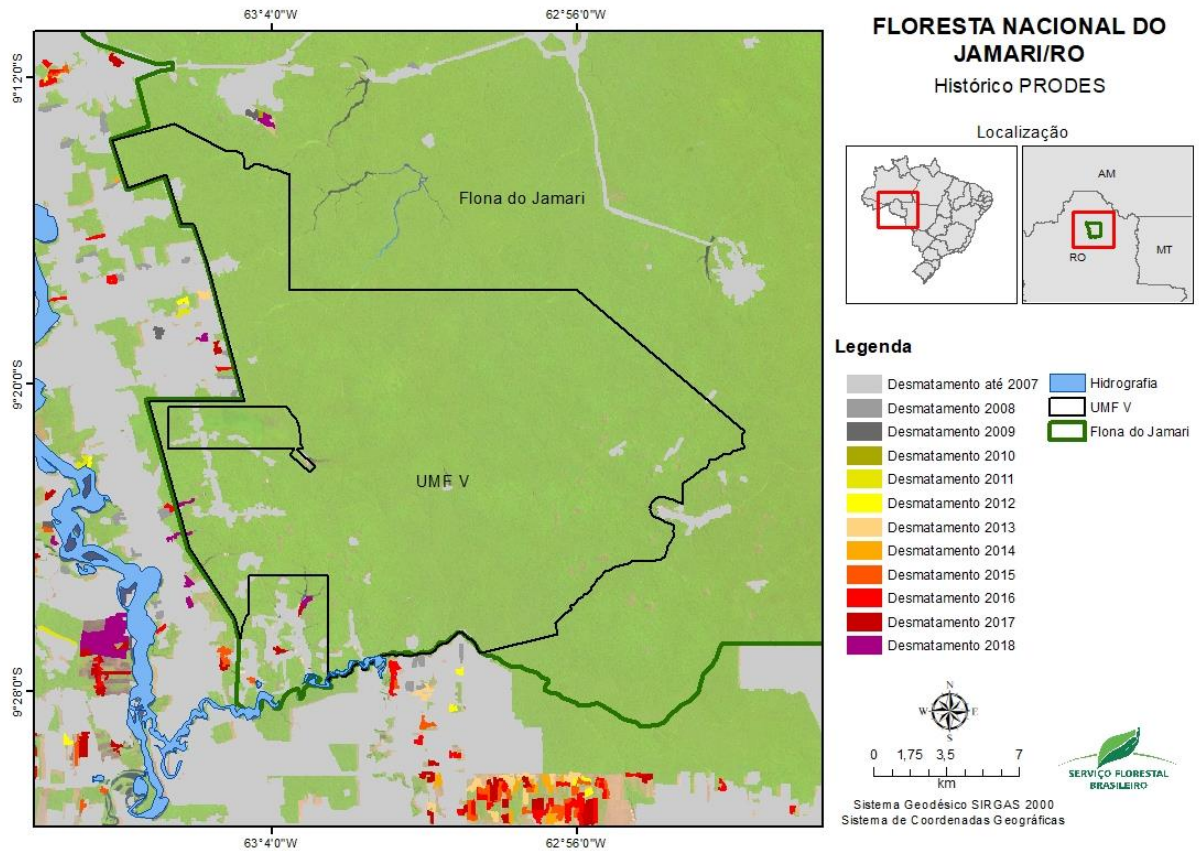 63°4'0"W
62°56'0"W
9°12'0"S
9°20'0"S
9°28'0"S
Flona do Jamari
UMF V
63°4'0"W
62°56'0"W
FLORESTA NACIONAL DO
JAMARI/RO
Histórico PRODES
Localização
AM
RO
MT
Legenda
Desmatamento até 2007
Desmatamento 2008
Desmatamento 2009
Desmatamento 2010
Desmatamento 2011
Desmatamento 2012
Desmatamento 2013
Desmatamento 2014
Desmatamento 2015
Desmatamento 2016
Desmatamento 2017
Desmatamento 2018
Hidrografia
UMF V
Flona do Jamari
N
W E
S
0 1,75 3,5 7
km
SERVIÇO FLORESTAL
BRASILEIRO
Sistema Geodésico SIRGAS 2000
Sistema de Coordenadas Geográficas